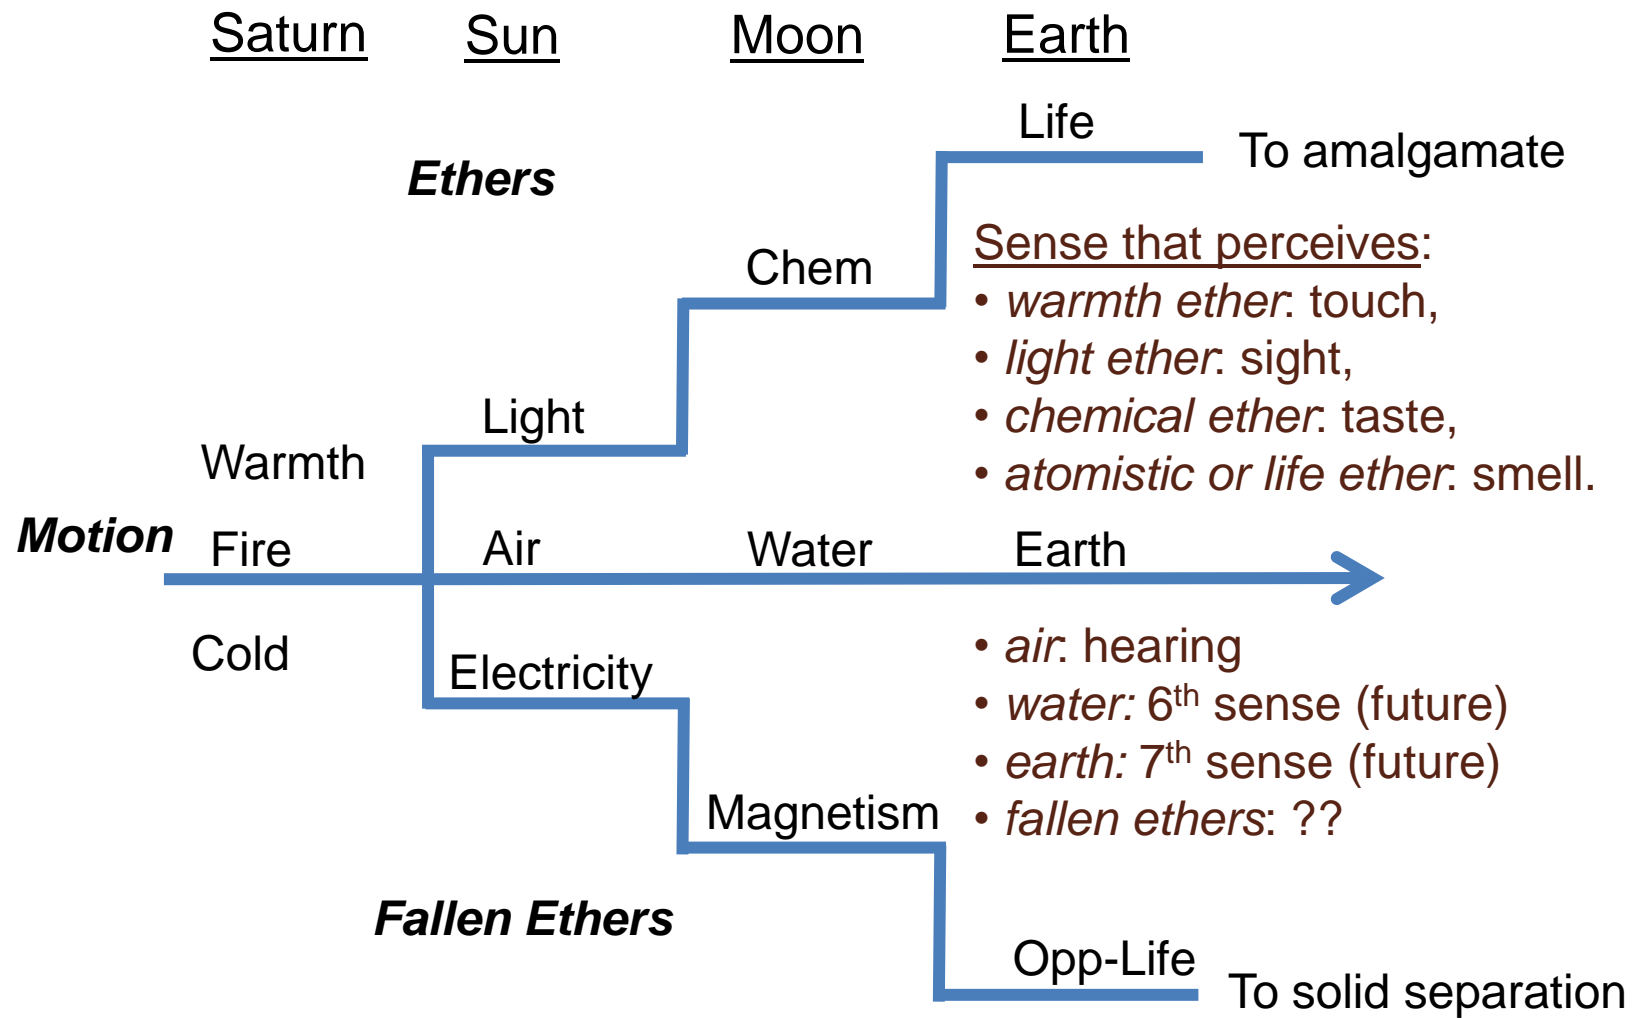 Saturn Sun Moon Earth
Life
To amalgamate
Ethers
Sense that perceives:
Chem
• warmth ether: touch,
• light ether: sight,
Light
• chemical ether: taste,
Warmth
• atomistic or life ether: smell.
Motion Fire Air Water Earth
Cold
• air: hearing
Electricity
• water: 6th sense (future)
• earth: 7th sense (future)
Magnetism
• fallen ethers: ??
Fallen Ethers
Opp-Life
To solid separation